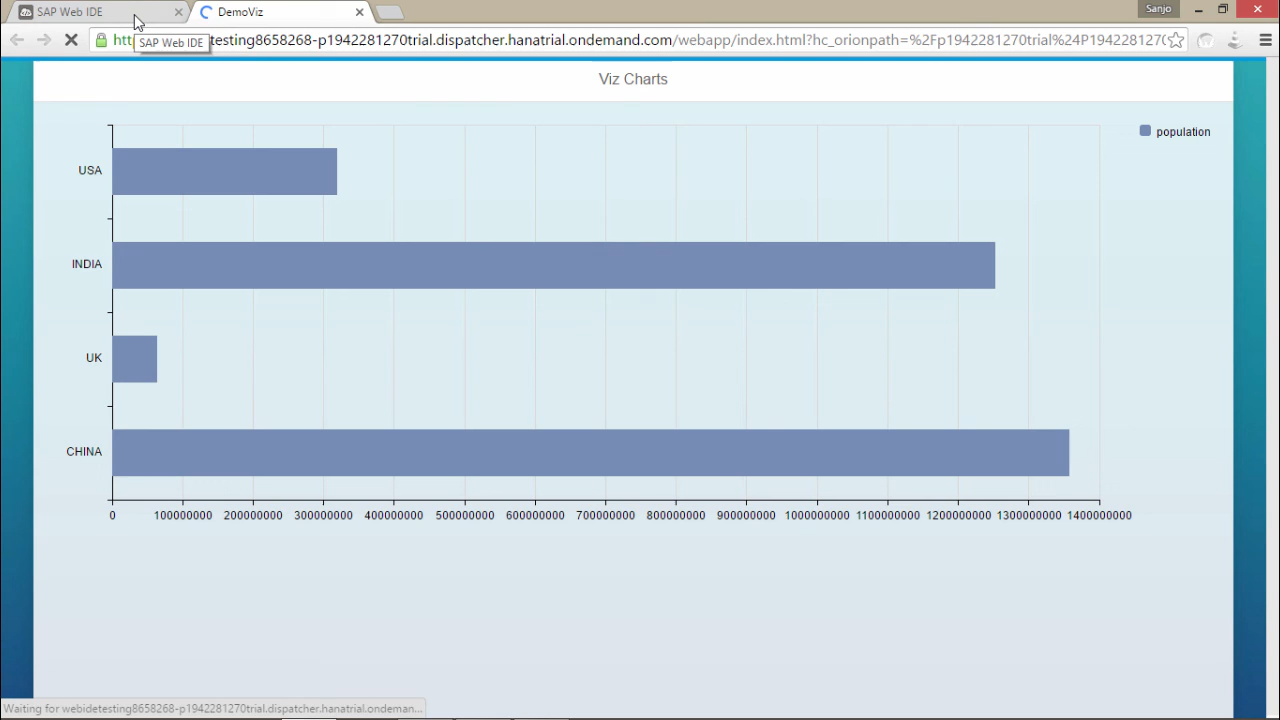 SAP Web IDE
DemoViz
Sanjo
SAP Web IDE
testing8658268-p1942281270trial.dispatcher.hanatrial.ondemand.com/webapp/index.html?hc_orionpath=%2Fp1942281270trial%24P194228127(
Viz Charts
population
USA
INDIA
UK
CHINA
0 100000000 200000000 300000000 400000000 500000000 600000000 700000000 800000000 900000000 1000000000 1100000000 1200000000 1300000000 1400000000
Waiting for webidetesting8658268-p1942281270trial.dispatcher.hanatrial.ondeman...